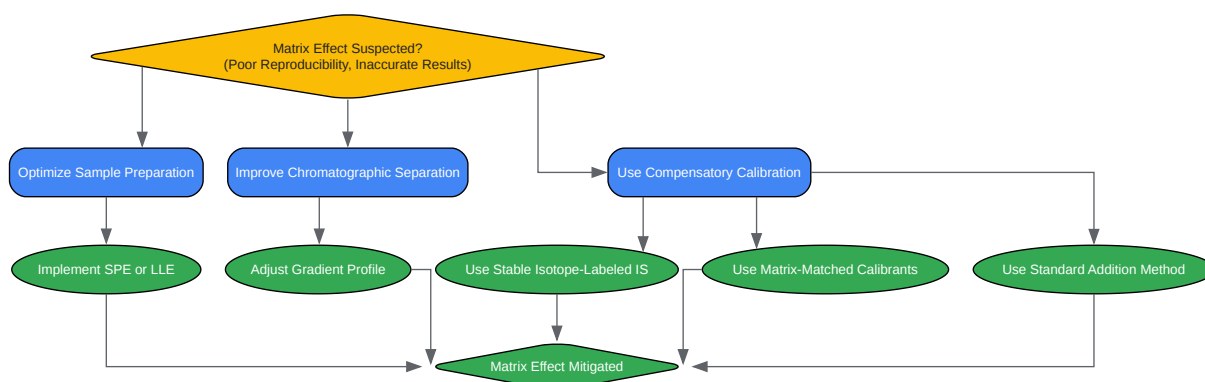 Matrix Effect Suspected?
(Poor Reproducibility, Inaccurate Results)
Optimize Sample Preparation
Improve Chromatographic Separation
Use Compensatory Calibration
Implement SPE or LLE
Adjust Gradient Profile
Use Stable Isotope-Labeled IS
Use Matrix-Matched Calibrants
Use Standard Addition Method
Matrix Effect Mitigated